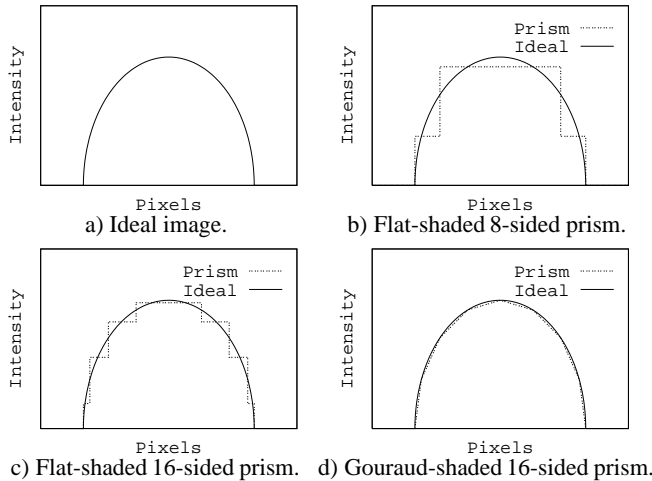 Intensity
Pixels
a) Ideal image.
Intensity
Prism
Ideal
Pixels
b) Flat-shaded 8-sided prism.
Intensity
Prism
Ideal
Pixels
c) Flat-shaded 16-sided prism.
Intensity
Prism
Ideal
Pixels
d) Gouraud-shaded 16-sided prism.